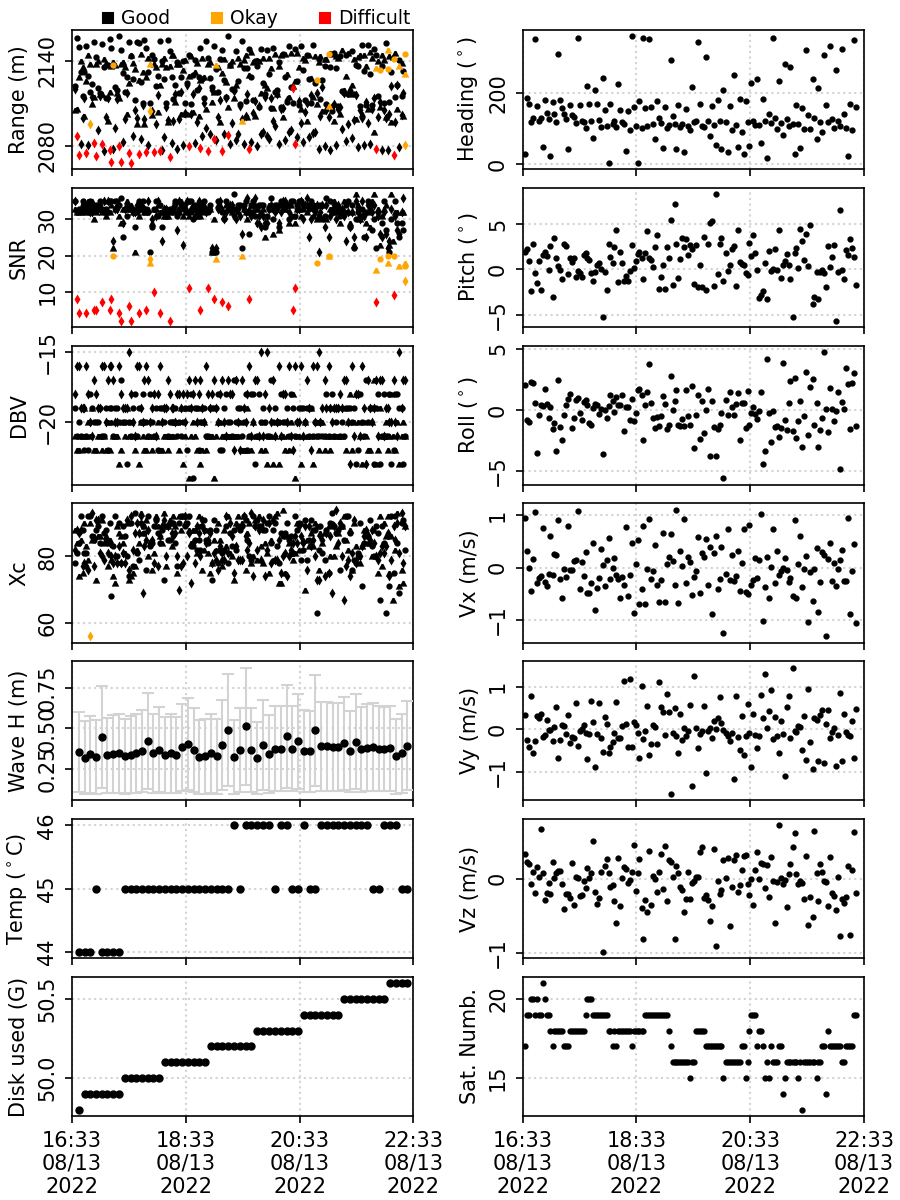 Good Okay Difficult
Range (m)
2140
2080
Heading (°)
200
0
SNR
30
20
10
Pitch (°)
5
0
−5
DBV
−15
−20
Roll (°)
5
0
−5
Xc
80
60
Vx (m/s)
1
0
−1
Wave H (m)
0.75
0.50
0.25
Vy (m/s)
1
0
−1
Temp (°C)
46
45
44
Vz (m/s)
0
−1
Disk used (G)
50.5
50.0
Sat. Numb.
20
15
16:33 18:33 20:33 22:33
08/13 08/13 08/13 08/13
2022 2022 2022 2022
16:33 18:33 20:33 22:33
08/13 08/13 08/13 08/13
2022 2022 2022 2022